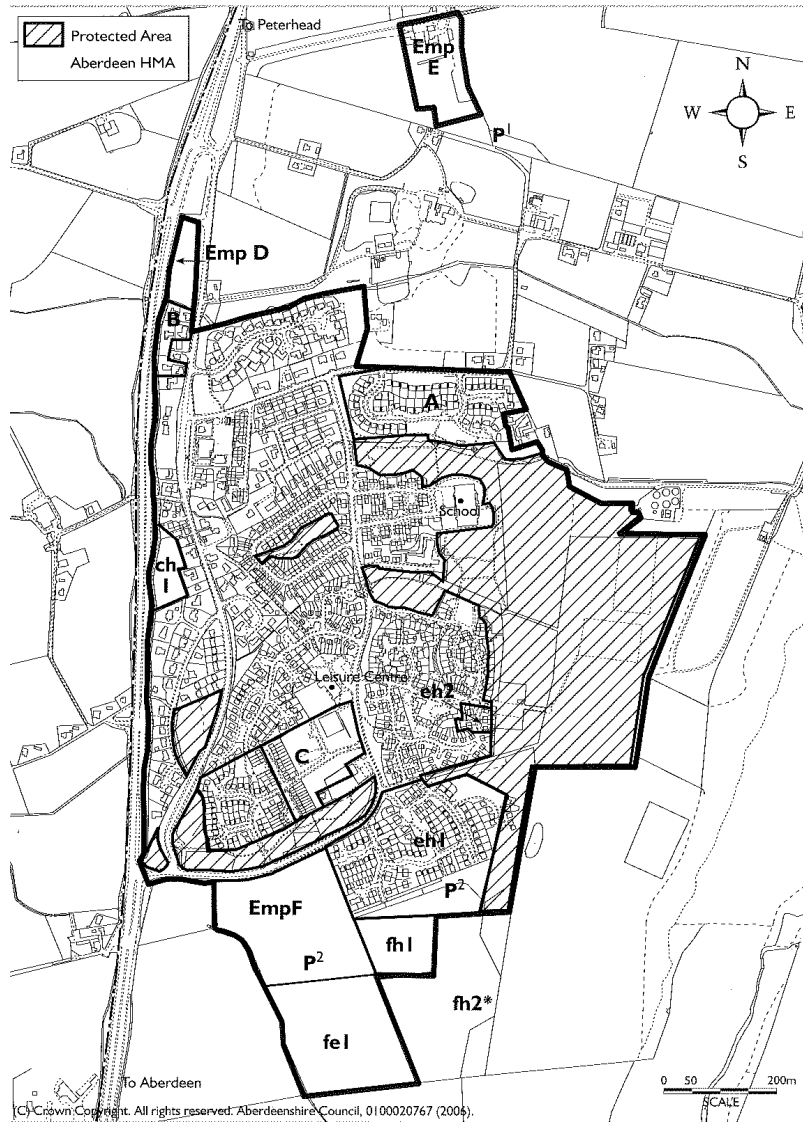 Protected Area
Aberdeen HMA
To Peterhead
Emp
E
P1
N
W
E
S
Emp D
B
A
School
ch
1
Leisure Centre
eh2
C
eh1
P2
EmpF
P2
fh1
fh2*
fe1
To Aberdeen
0 50 200m
SCALE
(C) Crown Copyright. All rights reserved. Aberdeenshire Council, 0100020767 (2006).